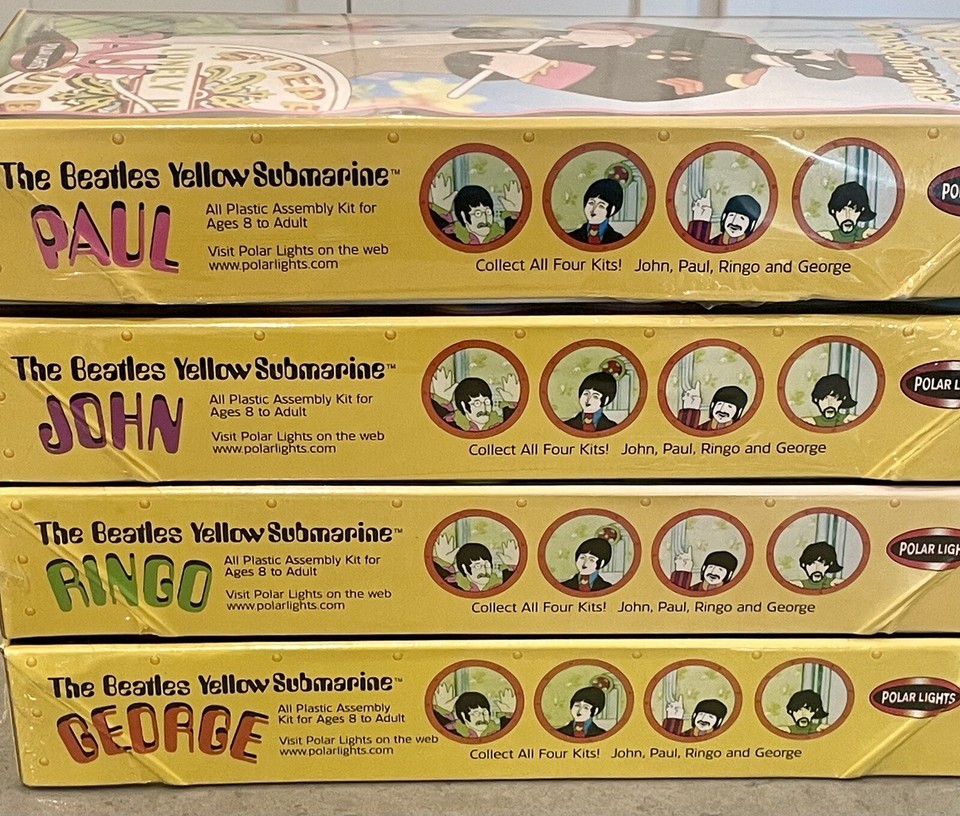 PAUL
The Beatles Yellow Submarine™
PAUL
All Plastic Assembly Kit for
Ages 8 to Adult
Visit Polar Lights on the web
www.polarlights.com
Collect All Four Kits! John, Paul, Ringo and George
PO
The Beatles Yellow Submarine™
JOHN
All Plastic Assembly Kit for
Ages 8 to Adult
Visit Polar Lights on the web
www.polarlights.com
Collect All Four Kits! John, Paul, Ringo and George
POLAR L
The Beatles Yellow Submarine™
RINGO
All Plastic Assembly Kit for
Ages 8 to Adult
Visit Polar Lights on the web
www.polarlights.com
Collect All Four Kits! John, Paul, Ringo and George
POLAR LIGH
The Beatles Yellow Submarine™
GEORGE
All Plastic Assembly
Kit for Ages 8 to Adult
Visit Polar Lights on the web
www.polarlights.com
Collect All Four Kits! John, Paul, Ringo and George
POLAR LIGHTS